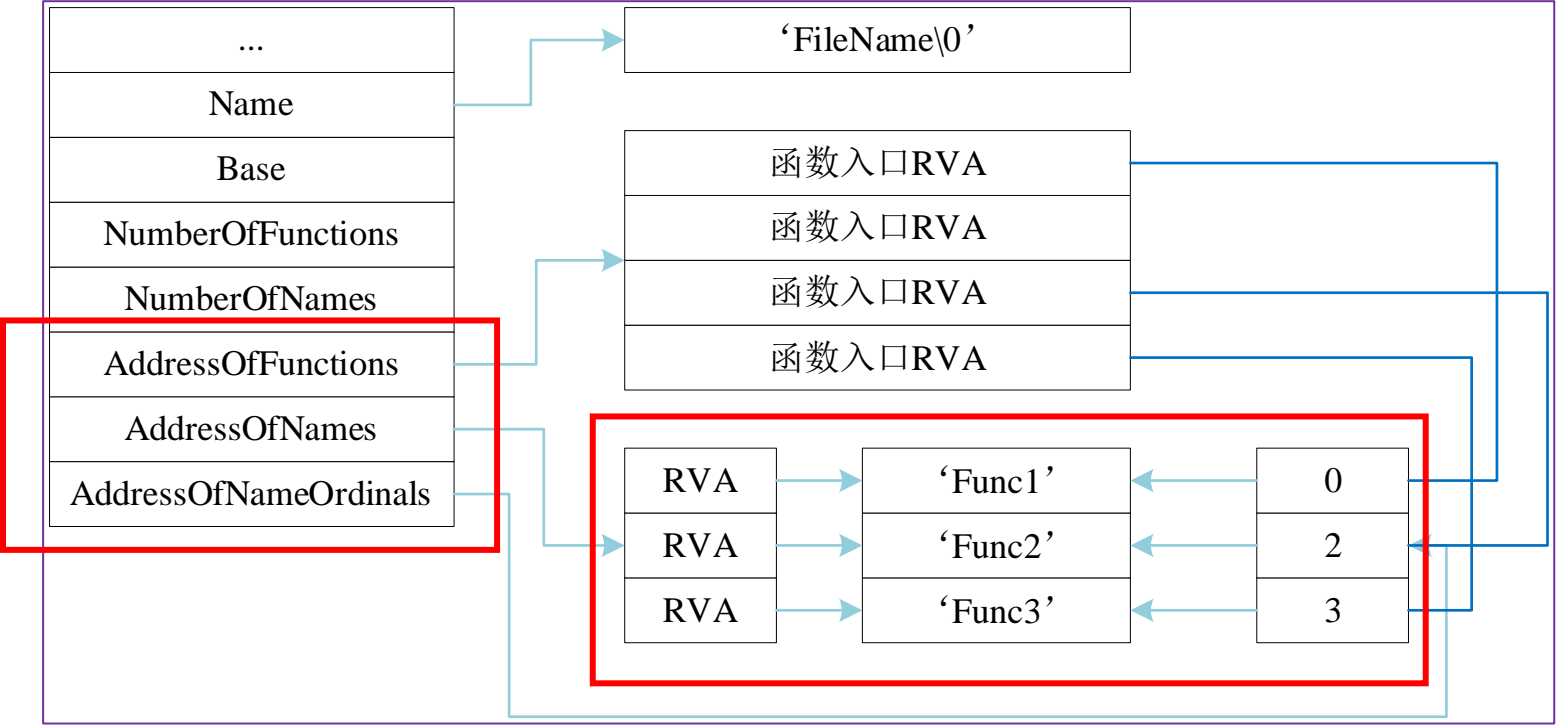 ...
Name
Base
NumberOfFunctions
NumberOfNames
AddressOfFunctions
AddressOfNames
AddressOfNameOrdinals
‘FileName\0’
函数入口RVA
函数入口RVA
函数入口RVA
函数入口RVA
RVA ‘Func1’ 0
RVA ‘Func2’ 2
RVA ‘Func3’ 3